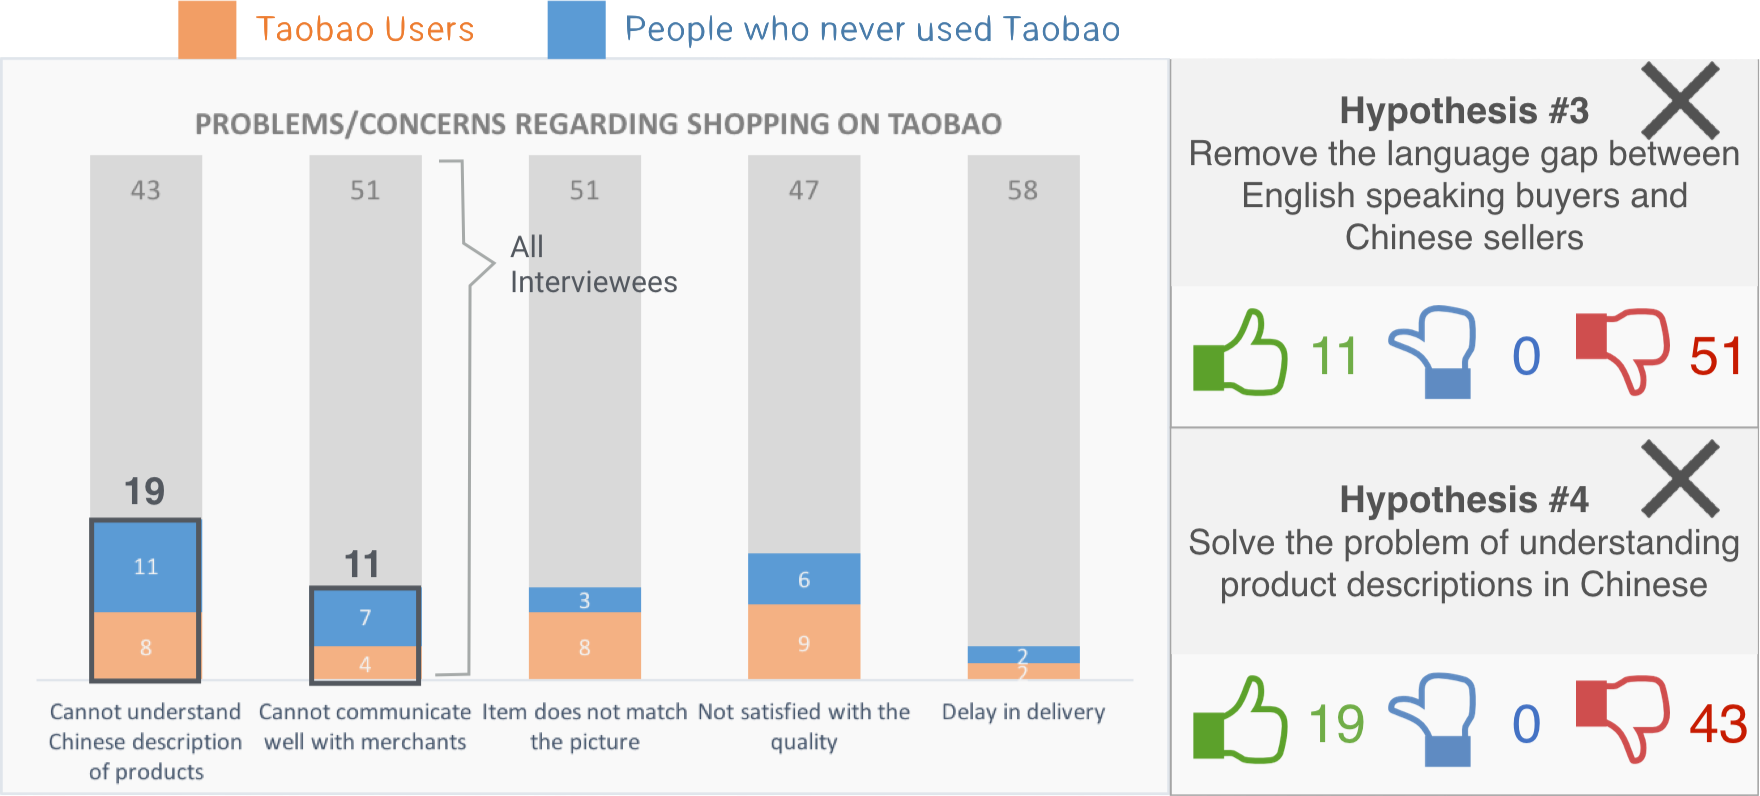 Taobao Users
People who never used Taobao
PROBLEMS/CONCERNS REGARDING SHOPPING ON TAOBAO
43
51
51
47
58
All
Interviewees
19
11
11
7
3
6
2
8
4
8
9
2
Cannot understand
Chinese description
of products
Cannot communicate
well with merchants
Item does not match
the picture
Not satisfied with the
quality
Delay in delivery
Hypothesis #3
Remove the language gap between
English speaking buyers and
Chinese sellers
11
0
51
Hypothesis #4
Solve the problem of understanding
product descriptions in Chinese
19
0
43